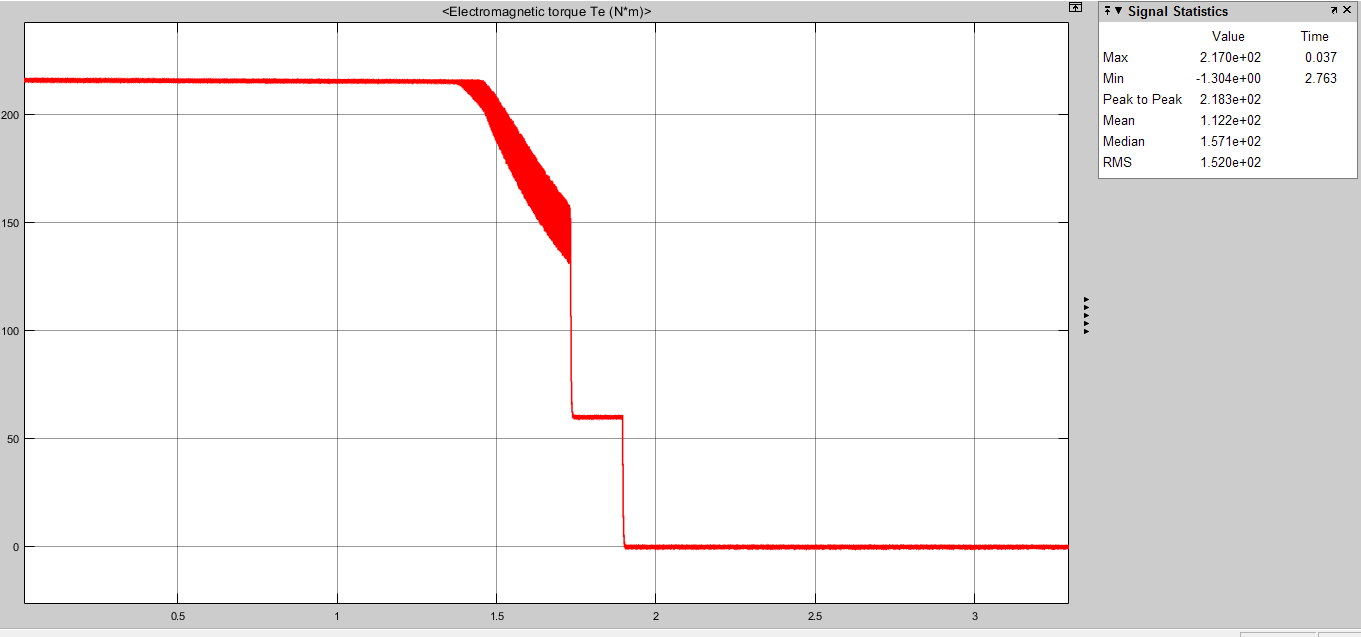 <Electromagnetic torque Te (N*m)>
200
150
100
50
0
0.5 1 1.5 2 2.5 3
Signal Statistics
Value Time
Max 2.170e+02 0.037
Min -1.304e+00 2.763
Peak to Peak 2.183e+02
Mean 1.122e+02
Median 1.571e+02
RMS 1.520e+02